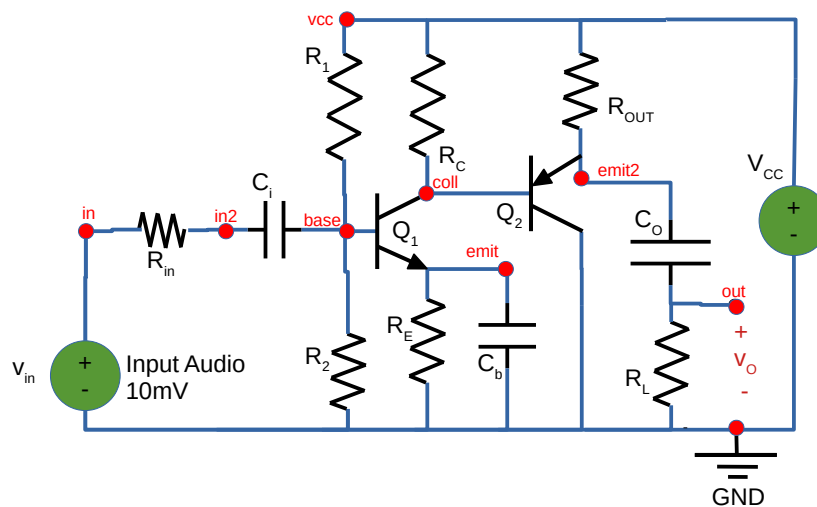 vcc
R1
RC
ROUT
VCC
+
-
coll
emit2
Ci
in
in2
base
Q1
Q2
CO
Rin
emit
out
+
vO
-
RE
Cb
R2
RL
vin
+
-
Input Audio
10mV
GND